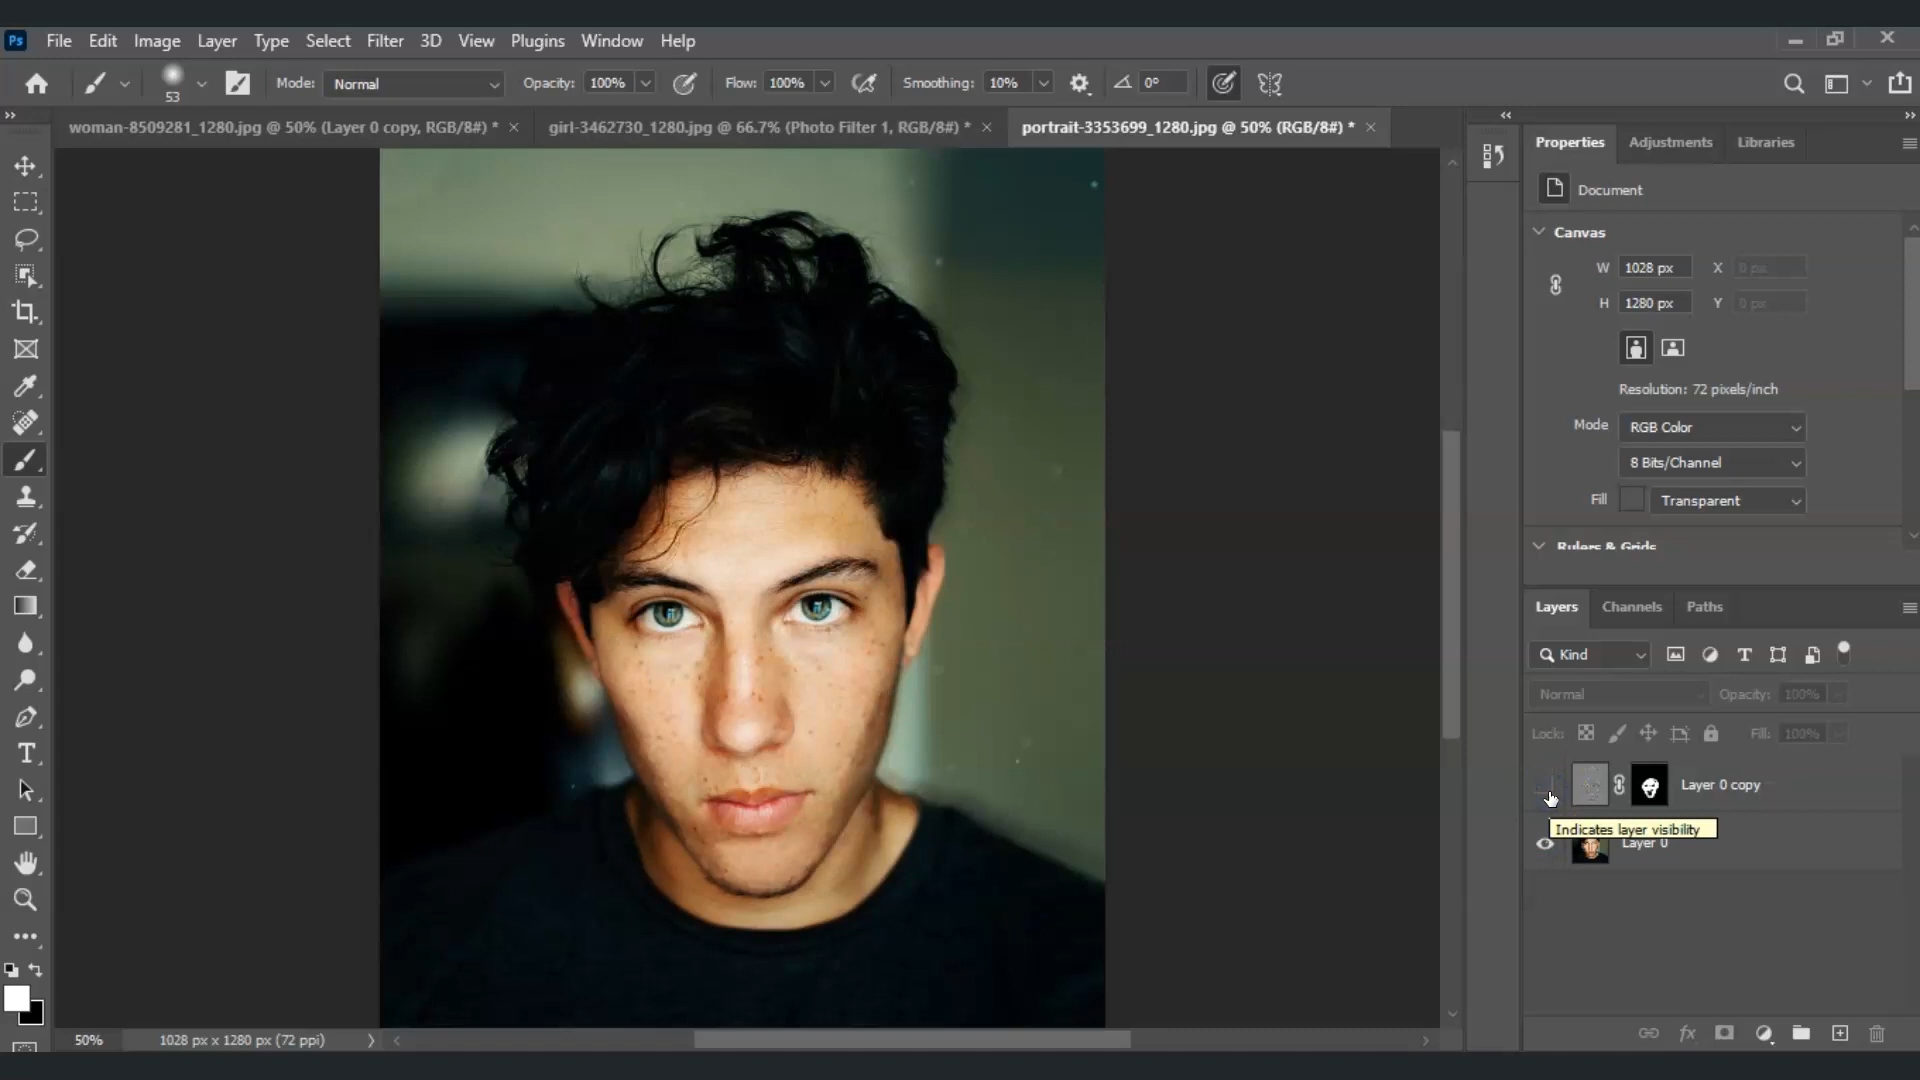 Ps File Edit Image Layer Type Select Filter 3D View Plugins Window Help
53 Mode: Normal Opacity: 100% Flow: 100% Smoothing: 10% 0°
woman-8509281_1280.jpg @ 50% (Layer 0 copy, RGB/8#) * girl-3462730_1280.jpg @ 66.7% (Photo Filter 1, RGB/8#) * portrait-3353699_1280.jpg @ 50% (RGB/8#) *
Properties Adjustments Libraries
Document
Canvas
W 1028 px X 0 px
H 1280 px Y 0 px
Resolution: 72 pixels/inch
Mode RGB Color
8 Bits/Channel
Fill Transparent
Rulers & Grids
Layers Channels Paths
Kind
Normal Opacity: 100%
Lock: Fill: 100%
Layer 0 copy
Indicates layer visibility
Layer 0
50% 1028 px x 1280 px (72 ppi)